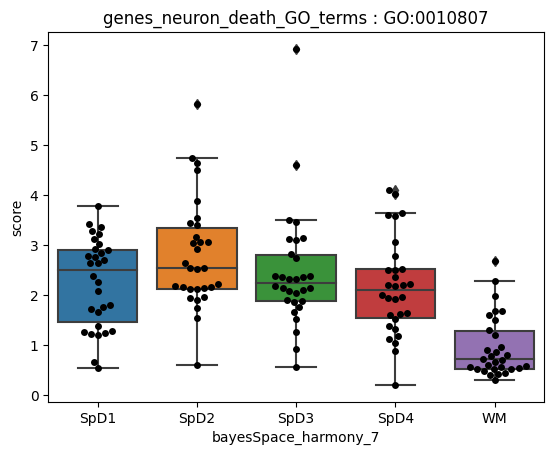 genes_neuron_death_GO_terms : GO:0010807
7
6
5
4
3
2
1
0
score
SpD1 SpD2 SpD3 SpD4 WM
bayesSpace_harmony_7